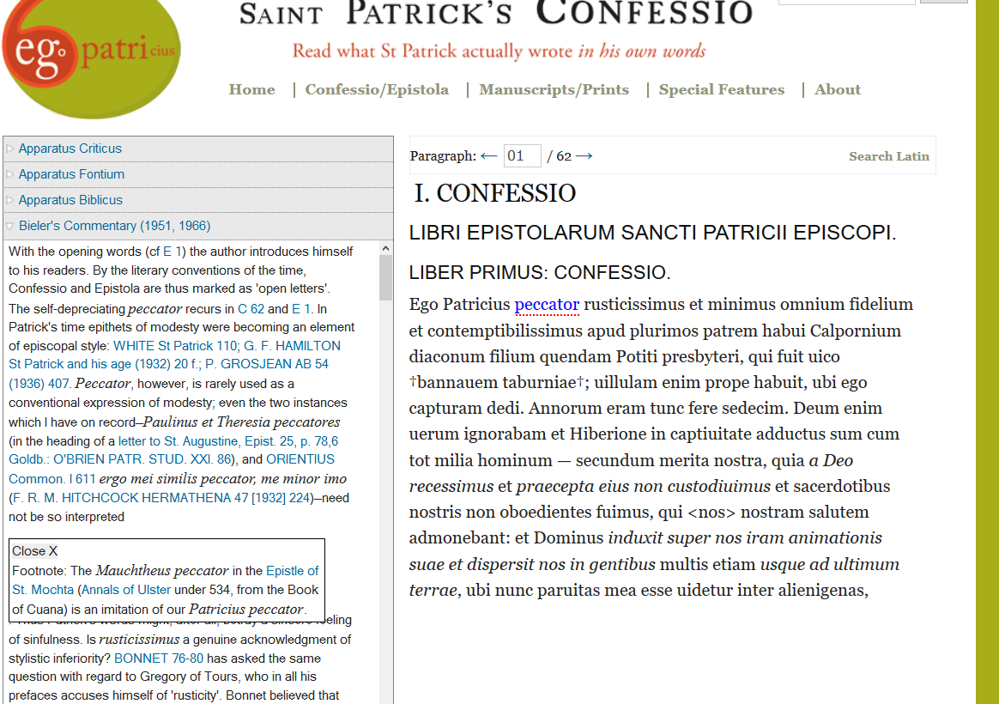 SAINT PATRICK'S CONFESSIO
ego patricius
Read what St Patrick actually wrote in his own words
Home | Confessio/Epistola | Manuscripts/Prints | Special Features | About
Apparatus Criticus
Apparatus Fontium
Apparatus Biblicus
Bieler's Commentary (1951, 1966)
With the opening words (cf E 1) the author introduces himself
to his readers. By the literary conventions of the time,
Confessio and Epistola are thus marked as 'open letters'.
The self-depreciating peccator recurs in C 62 and E 1. In
Patrick's time epithets of modesty were becoming an element
of episcopal style: WHITE St Patrick 110; G. F. HAMILTON
St Patrick and his age (1932) 20 f.; P. GROSJEAN AB 54
(1936) 407. Peccator, however, is rarely used as a
conventional expression of modesty; even the two instances
which I have on record–Paulinus et Theresia peccatores
(in the heading of a letter to St. Augustine, Epist. 25, p. 78,6
Goldb.: O'BRIEN PATR. STUD. XXI. 86), and ORIENTIUS
Common. I 611 ergo mei similis peccator, me minor imo
(F. R. M. HITCHCOCK HERMATHENA 47 [1932] 224)–need
not be so interpreted
Close X
Footnote: The Mauchtheus peccator in the Epistle of
St. Mochta (Annals of Ulster under 534, from the Book
of Cuana) is an imitation of our Patricius peccator.
. Thus Patrick's words might, after all, betray a sincere feeling
of sinfulness. Is rusticissimus a genuine acknowledgment of
stylistic inferiority? BONNET 76-80 has asked the same
question with regard to Gregory of Tours, who in all his
prefaces accuses himself of 'rusticity'. Bonnet believed that
Paragraph: ← 01 / 62 → Search Latin
I. CONFESSIO
LIBRI EPISTOLARUM SANCTI PATRICII EPISCOPI.
LIBER PRIMUS: CONFESSIO.
Ego Patricius peccator rusticissimus et minimus omnium fidelium
et contemptibilissimus apud plurimos patrem habui Calpornium
diaconum filium quendam Potiti presbyteri, qui fuit uico
†bannauem taburniae†; uillulam enim prope habuit, ubi ego
capturam dedi. Annorum eram tunc fere sedecim. Deum enim
uerum ignorabam et Hiberione in captiuitate adductus sum cum
tot milia hominum — secundum merita nostra, quia a Deo
recessimus et praecepta eius non custodiuimus et sacerdotibus
nostris non oboedientes fuimus, qui <nos> nostram salutem
admonebant: et Dominus induxit super nos iram animationis
suae et dispersit nos in gentibus multis etiam usque ad ultimum
terrae, ubi nunc paruitas mea esse uidetur inter alienigenas,